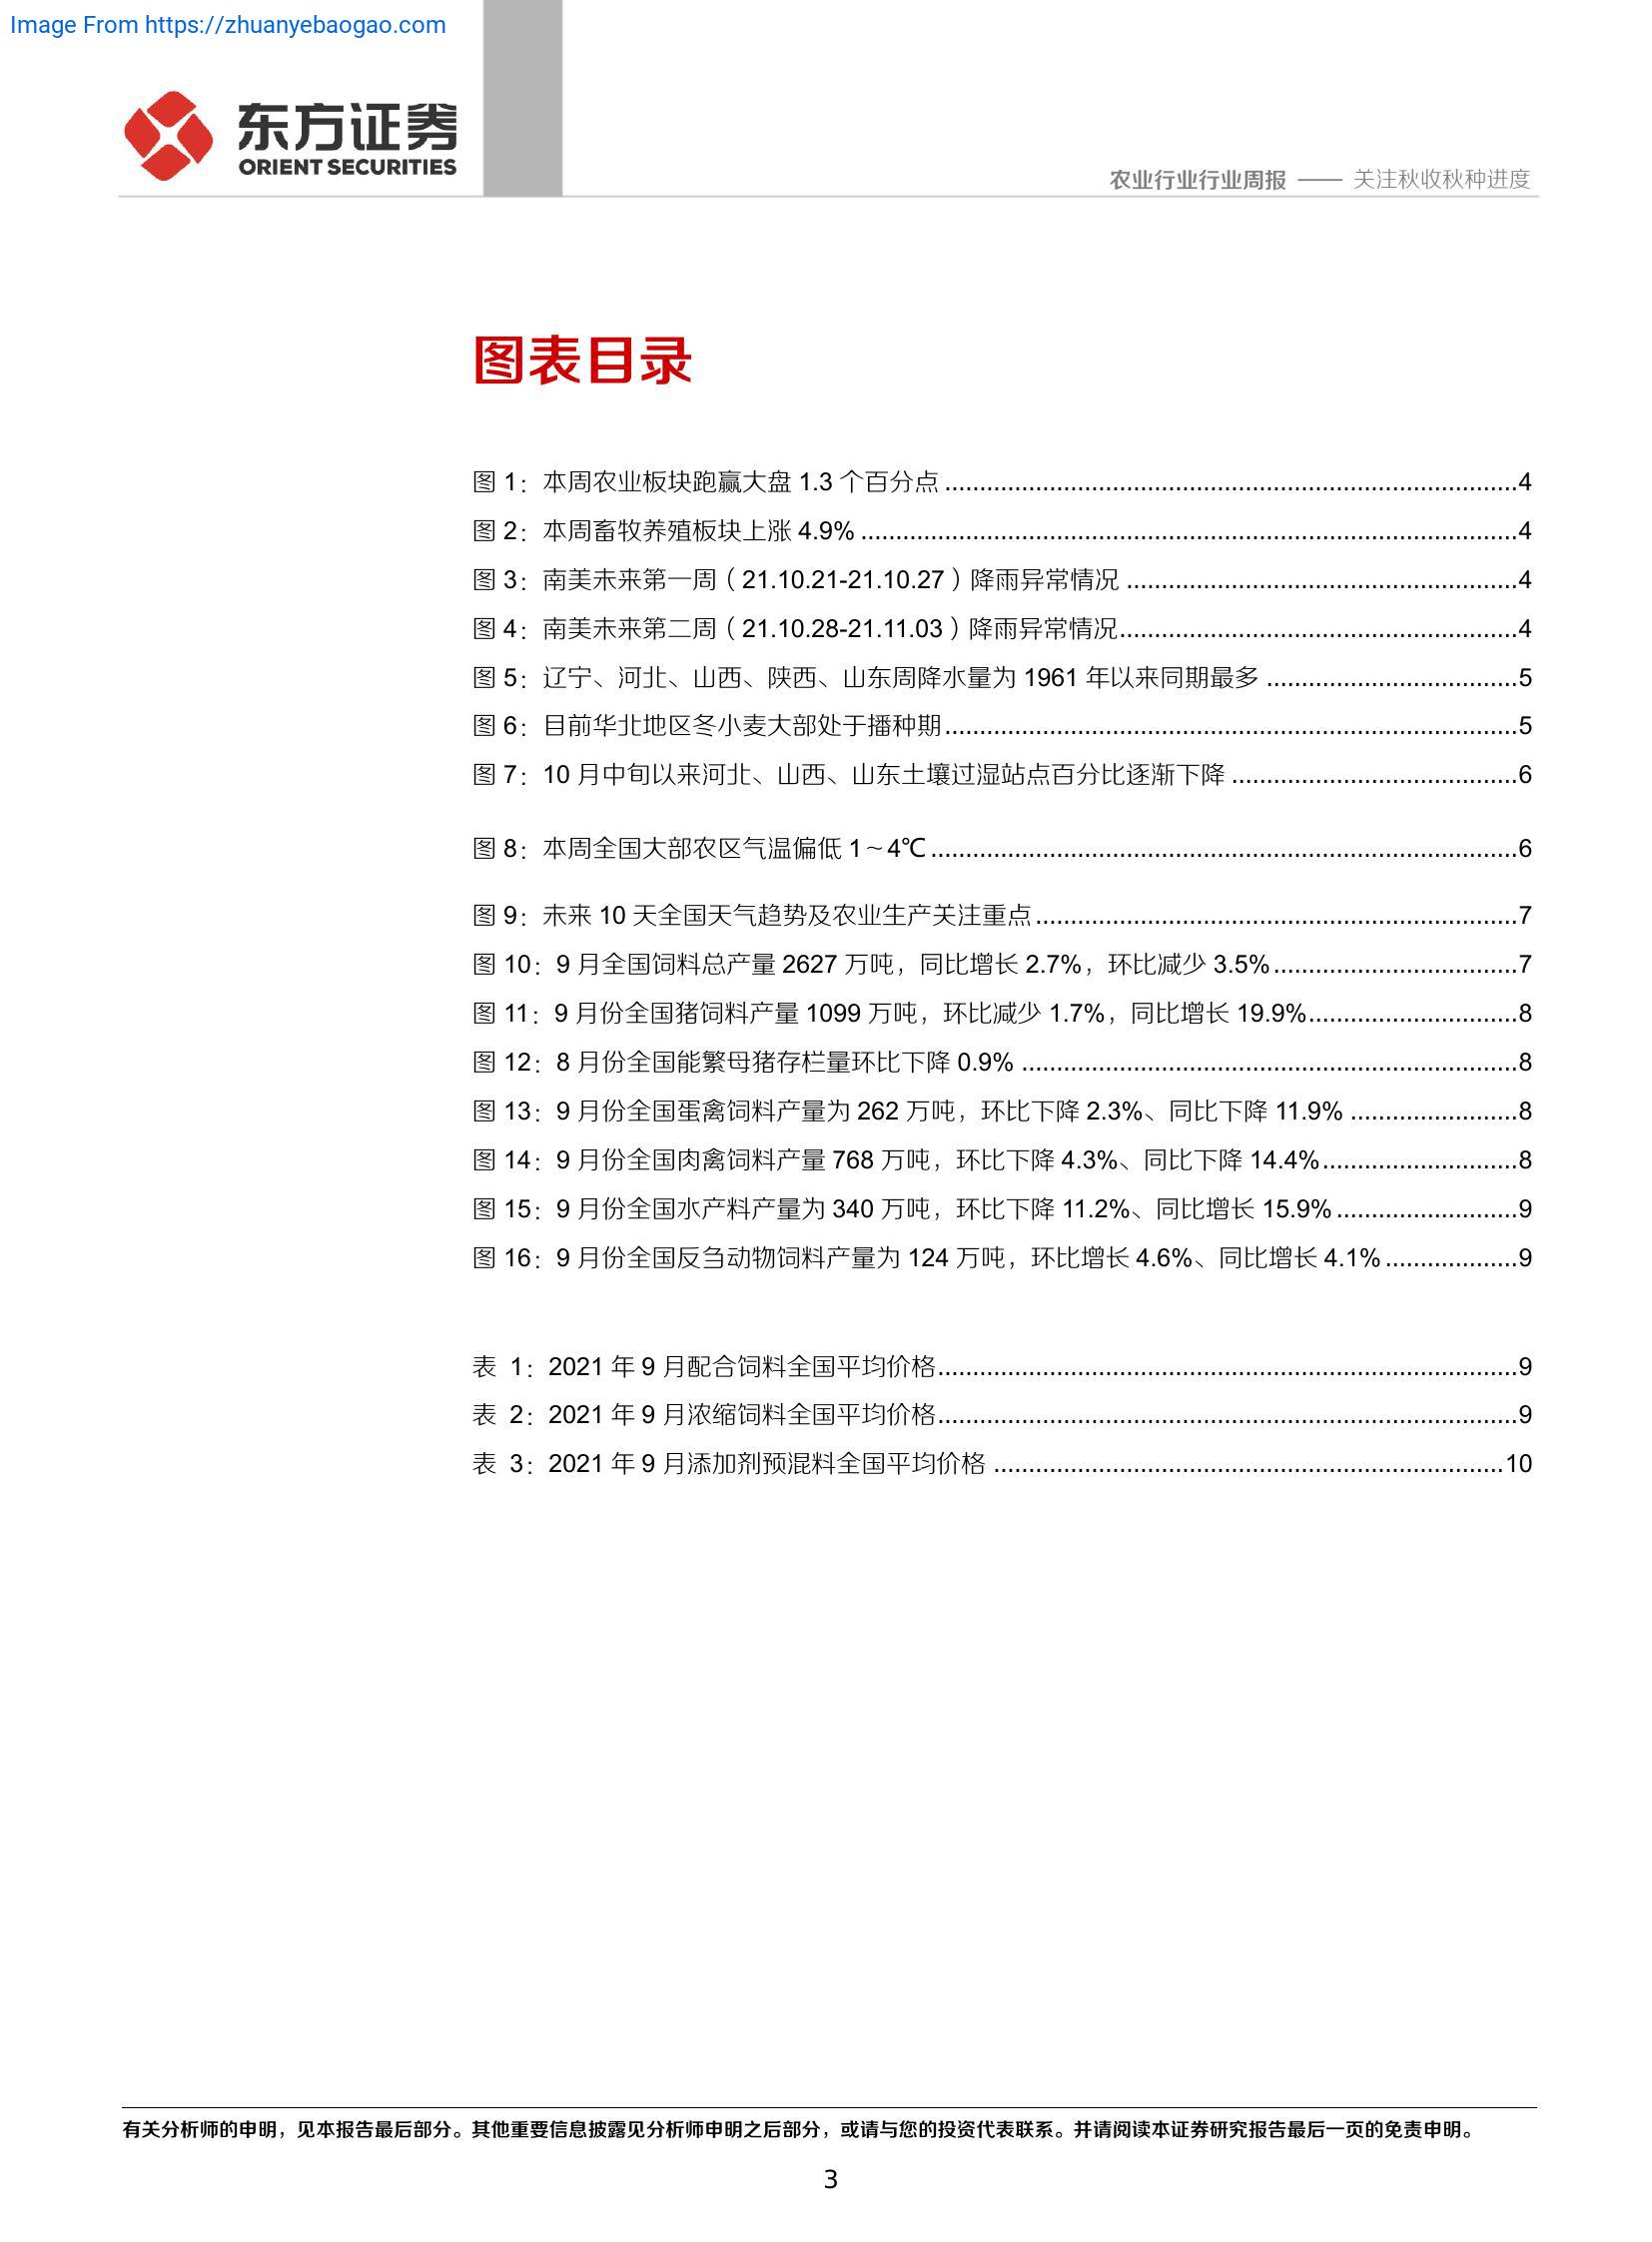 Image From https://zhuanyebaogao.com
东方证券
ORIENT SECURITIES
农业行业行业周报 —— 关注秋收秋种进度
图表目录
图 1：本周农业板块跑赢大盘 1.3 个百分点 ....................4
图 2：本周畜牧养殖板块上涨 4.9% ....................4
图 3：南美未来第一周（21.10.21-21.10.27）降雨异常情况 ....................4
图 4：南美未来第二周（21.10.28-21.11.03）降雨异常情况....................4
图 5：辽宁、河北、山西、陕西、山东周降水量为 1961 年以来同期最多 ....................5
图 6：目前华北地区冬小麦大部处于播种期....................5
图 7：10 月中旬以来河北、山西、山东土壤过湿站点百分比逐渐下降 ....................6
图 8：本周全国大部农区气温偏低 1～4℃....................6
图 9：未来 10 天全国天气趋势及农业生产关注重点....................7
图 10：9 月全国饲料总产量 2627 万吨，同比增长 2.7%，环比减少 3.5%....................7
图 11：9 月份全国猪饲料产量 1099 万吨，环比减少 1.7%，同比增长 19.9%....................8
图 12：8 月份全国能繁母猪存栏量环比下降 0.9% ....................8
图 13：9 月份全国蛋禽饲料产量为 262 万吨，环比下降 2.3%、同比下降 11.9% ....................8
图 14：9 月份全国肉禽饲料产量 768 万吨，环比下降 4.3%、同比下降 14.4%....................8
图 15：9 月份全国水产料产量为 340 万吨，环比下降 11.2%、同比增长 15.9%....................9
图 16：9 月份全国反刍动物饲料产量为 124 万吨，环比增长 4.6%、同比增长 4.1%....................9
表 1：2021 年 9 月配合饲料全国平均价格....................9
表 2：2021 年 9 月浓缩饲料全国平均价格....................9
表 3：2021 年 9 月添加剂预混料全国平均价格 ....................10
有关分析师的申明，见本报告最后部分。其他重要信息披露见分析师申明之后部分，或请与您的投资代表联系。并请阅读本证券研究报告最后一页的免责申明。
3